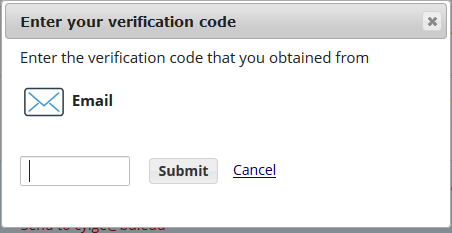 Enter your verification code
Enter the verification code that you obtained from
Email
Submit Cancel